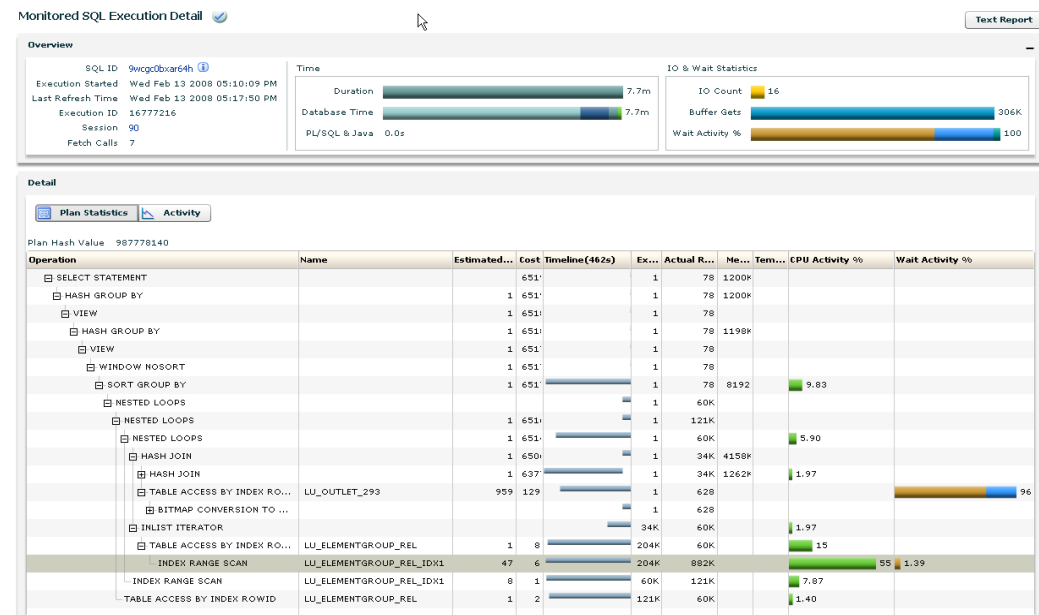 Monitored SQL Execution Detail
Text Report
Overview
SQL ID 9wcgc0bxar64h
Execution Started Wed Feb 13 2008 05:10:09 PM
Last Refresh Time Wed Feb 13 2008 05:17:50 PM
Execution ID 16777216
Session 90
Fetch Calls 7
Time
Duration 7.7m
Database Time 7.7m
PL/SQL & Java 0.0s
IO & Wait Statistics
IO Count 16
Buffer Gets 306K
Wait Activity % 100
Detail
Plan Statistics Activity
Plan Hash Value 987778140
Operation Name Estimated... Cost Timeline(462s) Ex... Actual R... Me... Tem... CPU Activity % Wait Activity %
SELECT STATEMENT 651 1 78 1200K
HASH GROUP BY 1 651 1 78 1200K
VIEW 1 651 1 78
HASH GROUP BY 1 651 1 78 1198K
VIEW 1 651 1 78
WINDOW NOSORT 1 651 1 78
SORT GROUP BY 1 651 1 78 8192 9.83
NESTED LOOPS 1 60K
NESTED LOOPS 1 651 1 121K
NESTED LOOPS 1 651 1 60K 5.90
HASH JOIN 1 650 1 34K 4158K
HASH JOIN 1 637 1 34K 1262K 1.97
TABLE ACCESS BY INDEX RO... LU_OUTLET_293 959 129 1 628 96
BITMAP CONVERSION TO ... 1 628
INLIST ITERATOR 34K 60K 1.97
TABLE ACCESS BY INDEX RO... LU_ELEMENTGROUP_REL 1 8 204K 60K 15
INDEX RANGE SCAN LU_ELEMENTGROUP_REL_IDX1 47 6 204K 882K 55 1.39
INDEX RANGE SCAN LU_ELEMENTGROUP_REL_IDX1 8 1 60K 121K 7.87
TABLE ACCESS BY INDEX ROWID LU_ELEMENTGROUP_REL 1 2 121K 60K 1.40